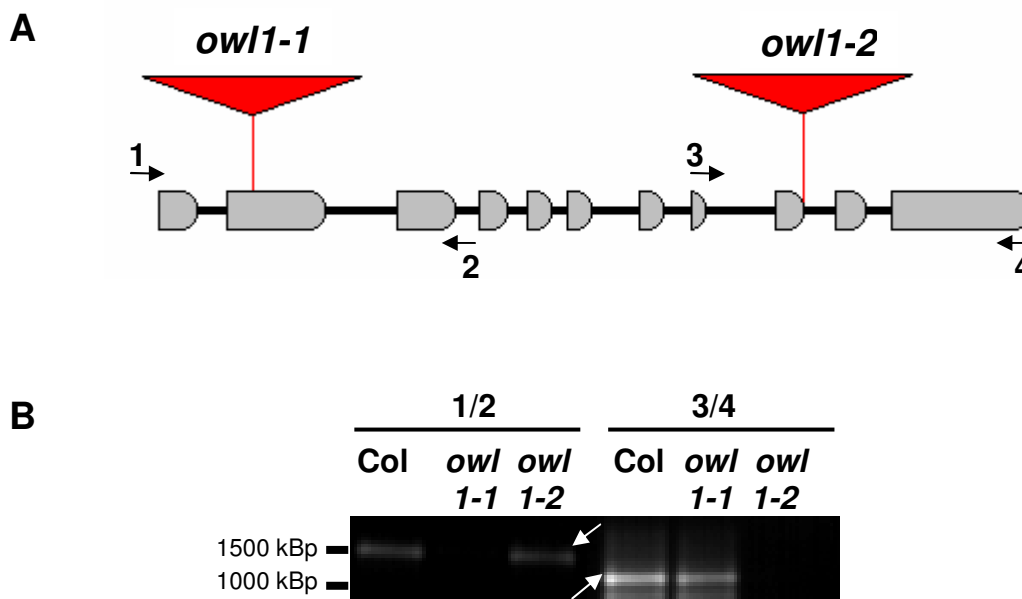 A
owl1-1
owl1-2
1
3
2
4
B
1/2
3/4
Col
owl
1-1
owl
1-2
Col
owl
1-1
owl
1-2
1500 kBp
1000 kBp